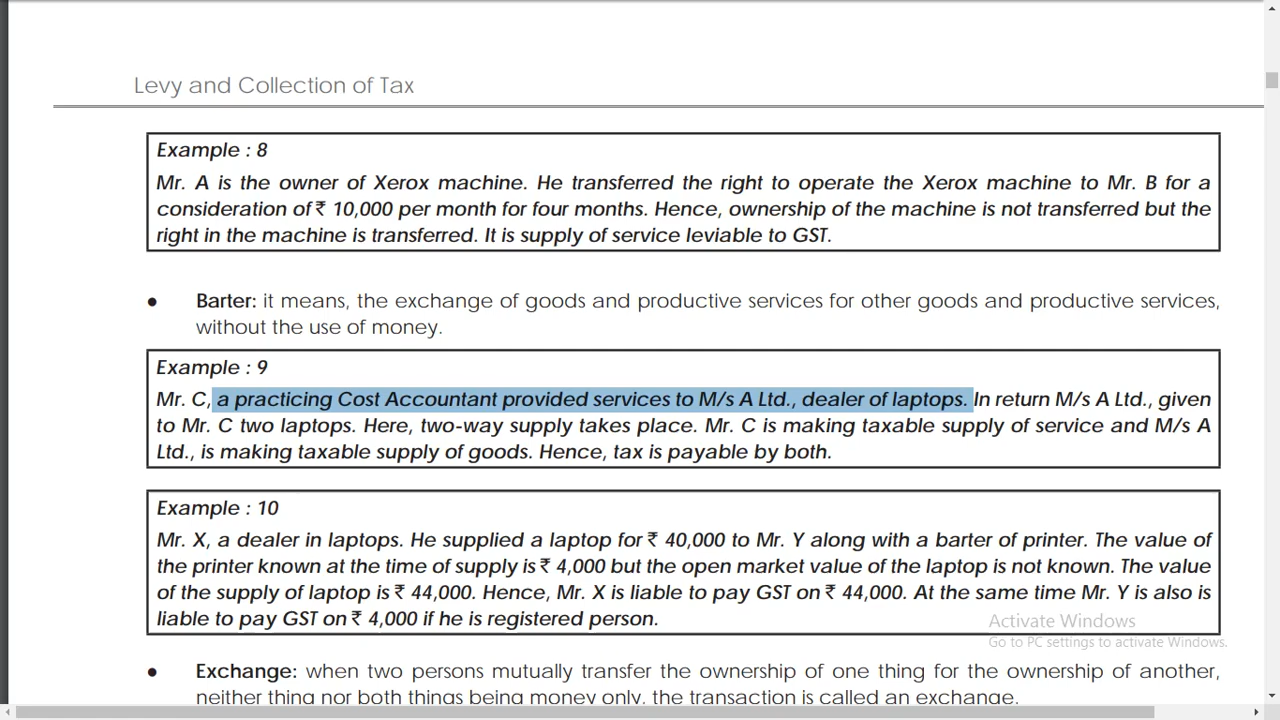 Levy and Collection of Tax
Example : 8
Mr. A is the owner of Xerox machine. He transferred the right to operate the Xerox machine to Mr. B for a
consideration of ₹ 10,000 per month for four months. Hence, ownership of the machine is not transferred but the
right in the machine is transferred. It is supply of service leviable to GST.
● Barter: it means, the exchange of goods and productive services for other goods and productive services,
without the use of money.
Example : 9
Mr. C, a practicing Cost Accountant provided services to M/s A Ltd., dealer of laptops. In return M/s A Ltd., given
to Mr. C two laptops. Here, two-way supply takes place. Mr. C is making taxable supply of service and M/s A
Ltd., is making taxable supply of goods. Hence, tax is payable by both.
Example : 10
Mr. X, a dealer in laptops. He supplied a laptop for ₹ 40,000 to Mr. Y along with a barter of printer. The value of
the printer known at the time of supply is ₹ 4,000 but the open market value of the laptop is not known. The value
of the supply of laptop is ₹ 44,000. Hence, Mr. X is liable to pay GST on ₹ 44,000. At the same time Mr. Y is also is
liable to pay GST on ₹ 4,000 if he is registered person.
Activate Windows
Go to PC settings to activate Windows.
● Exchange: when two persons mutually transfer the ownership of one thing for the ownership of another,
neither thing nor both things being money only, the transaction is called an exchange.